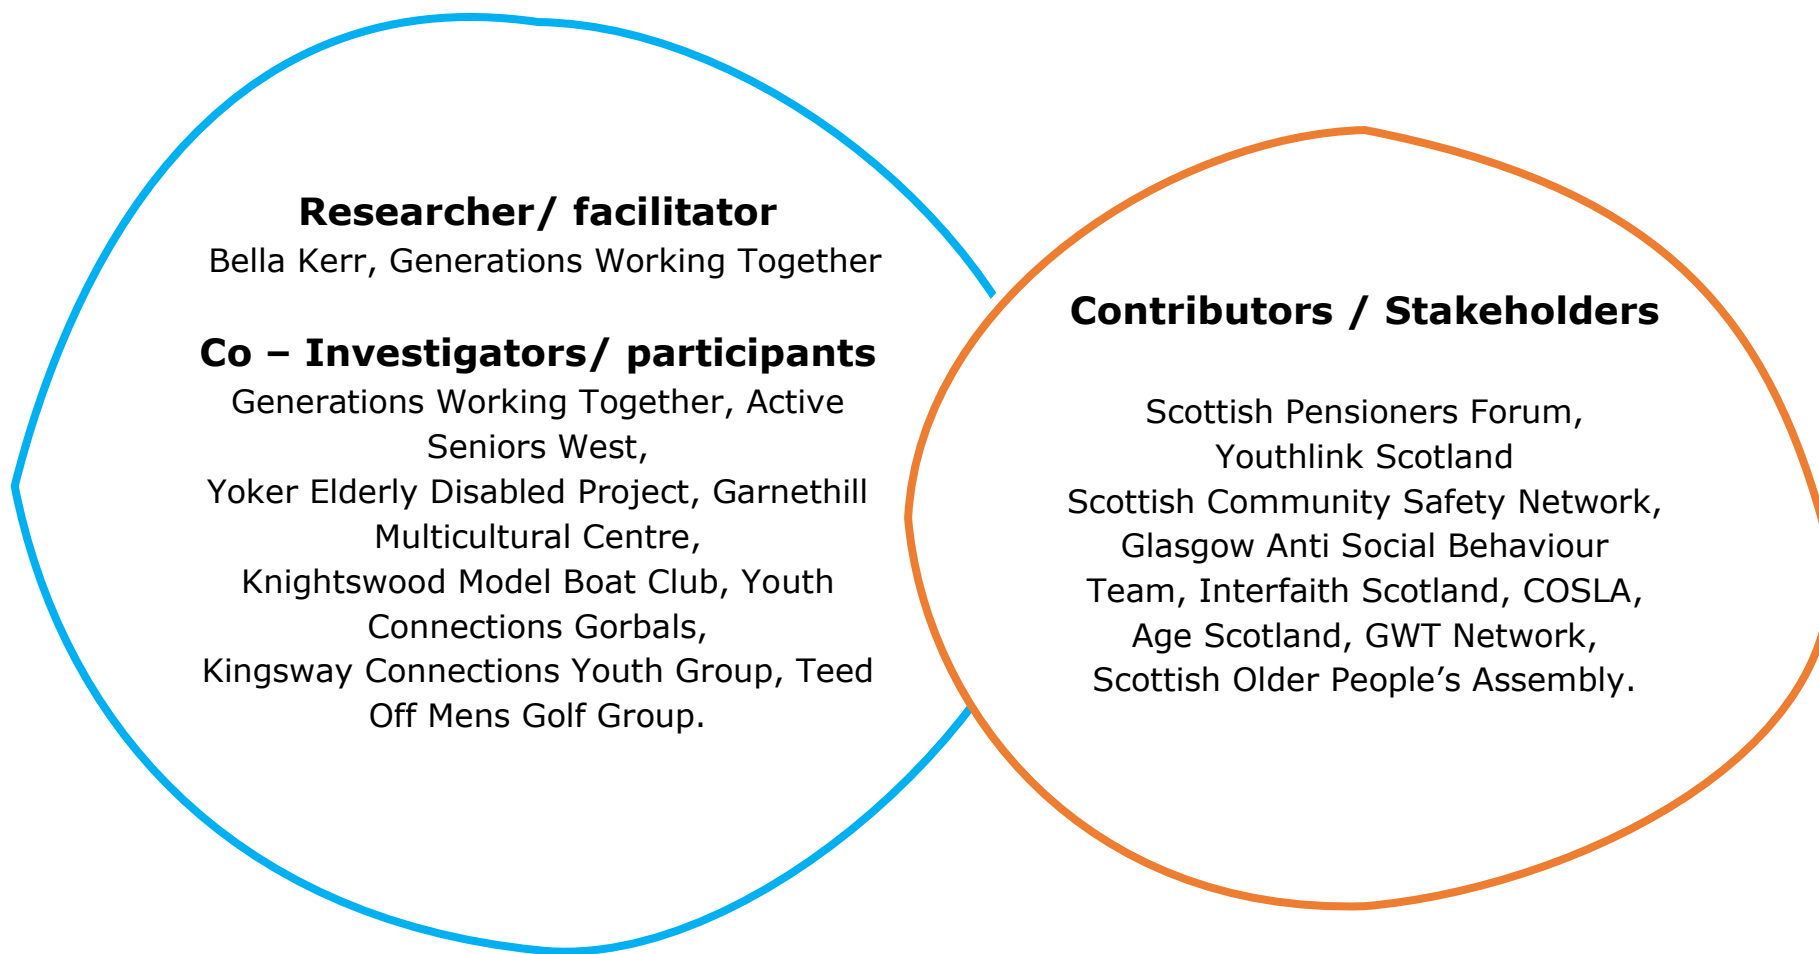 Researcher/ facilitator
Bella Kerr, Generations Working Together
Co – Investigators/ participants
Generations Working Together, Active
Seniors West,
Yoker Elderly Disabled Project, Garnethill
Multicultural Centre,
Knightswood Model Boat Club, Youth
Connections Gorbals,
Kingsway Connections Youth Group, Teed
Off Mens Golf Group.
Contributors / Stakeholders
Scottish Pensioners Forum,
Youthlink Scotland
Scottish Community Safety Network,
Glasgow Anti Social Behaviour
Team, Interfaith Scotland, COSLA,
Age Scotland, GWT Network,
Scottish Older People’s Assembly.